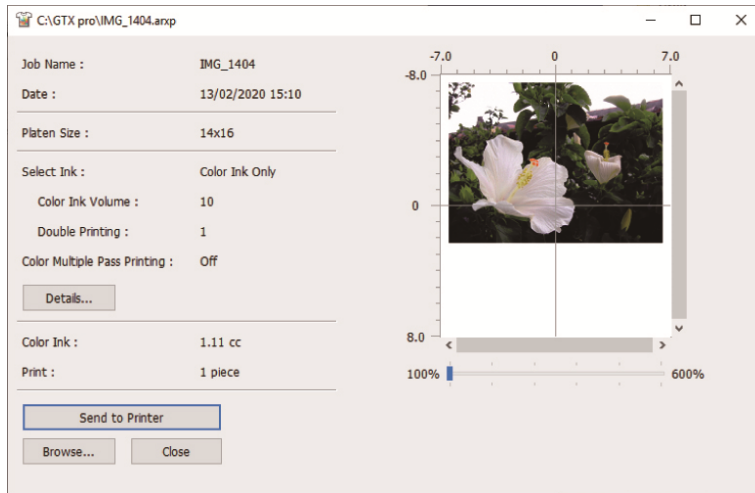 C:\GTX pro\IMG_1404.arxp
Job Name : IMG_1404
Date : 13/02/2020 15:10
Platen Size : 14x16
Select Ink : Color Ink Only
Color Ink Volume : 10
Double Printing : 1
Color Multiple Pass Printing : Off
Details...
Color Ink : 1.11 cc
Print : 1 piece
Send to Printer
Browse... Close
-7.0 0 7.0
-8.0
0
8.0
100% 600%